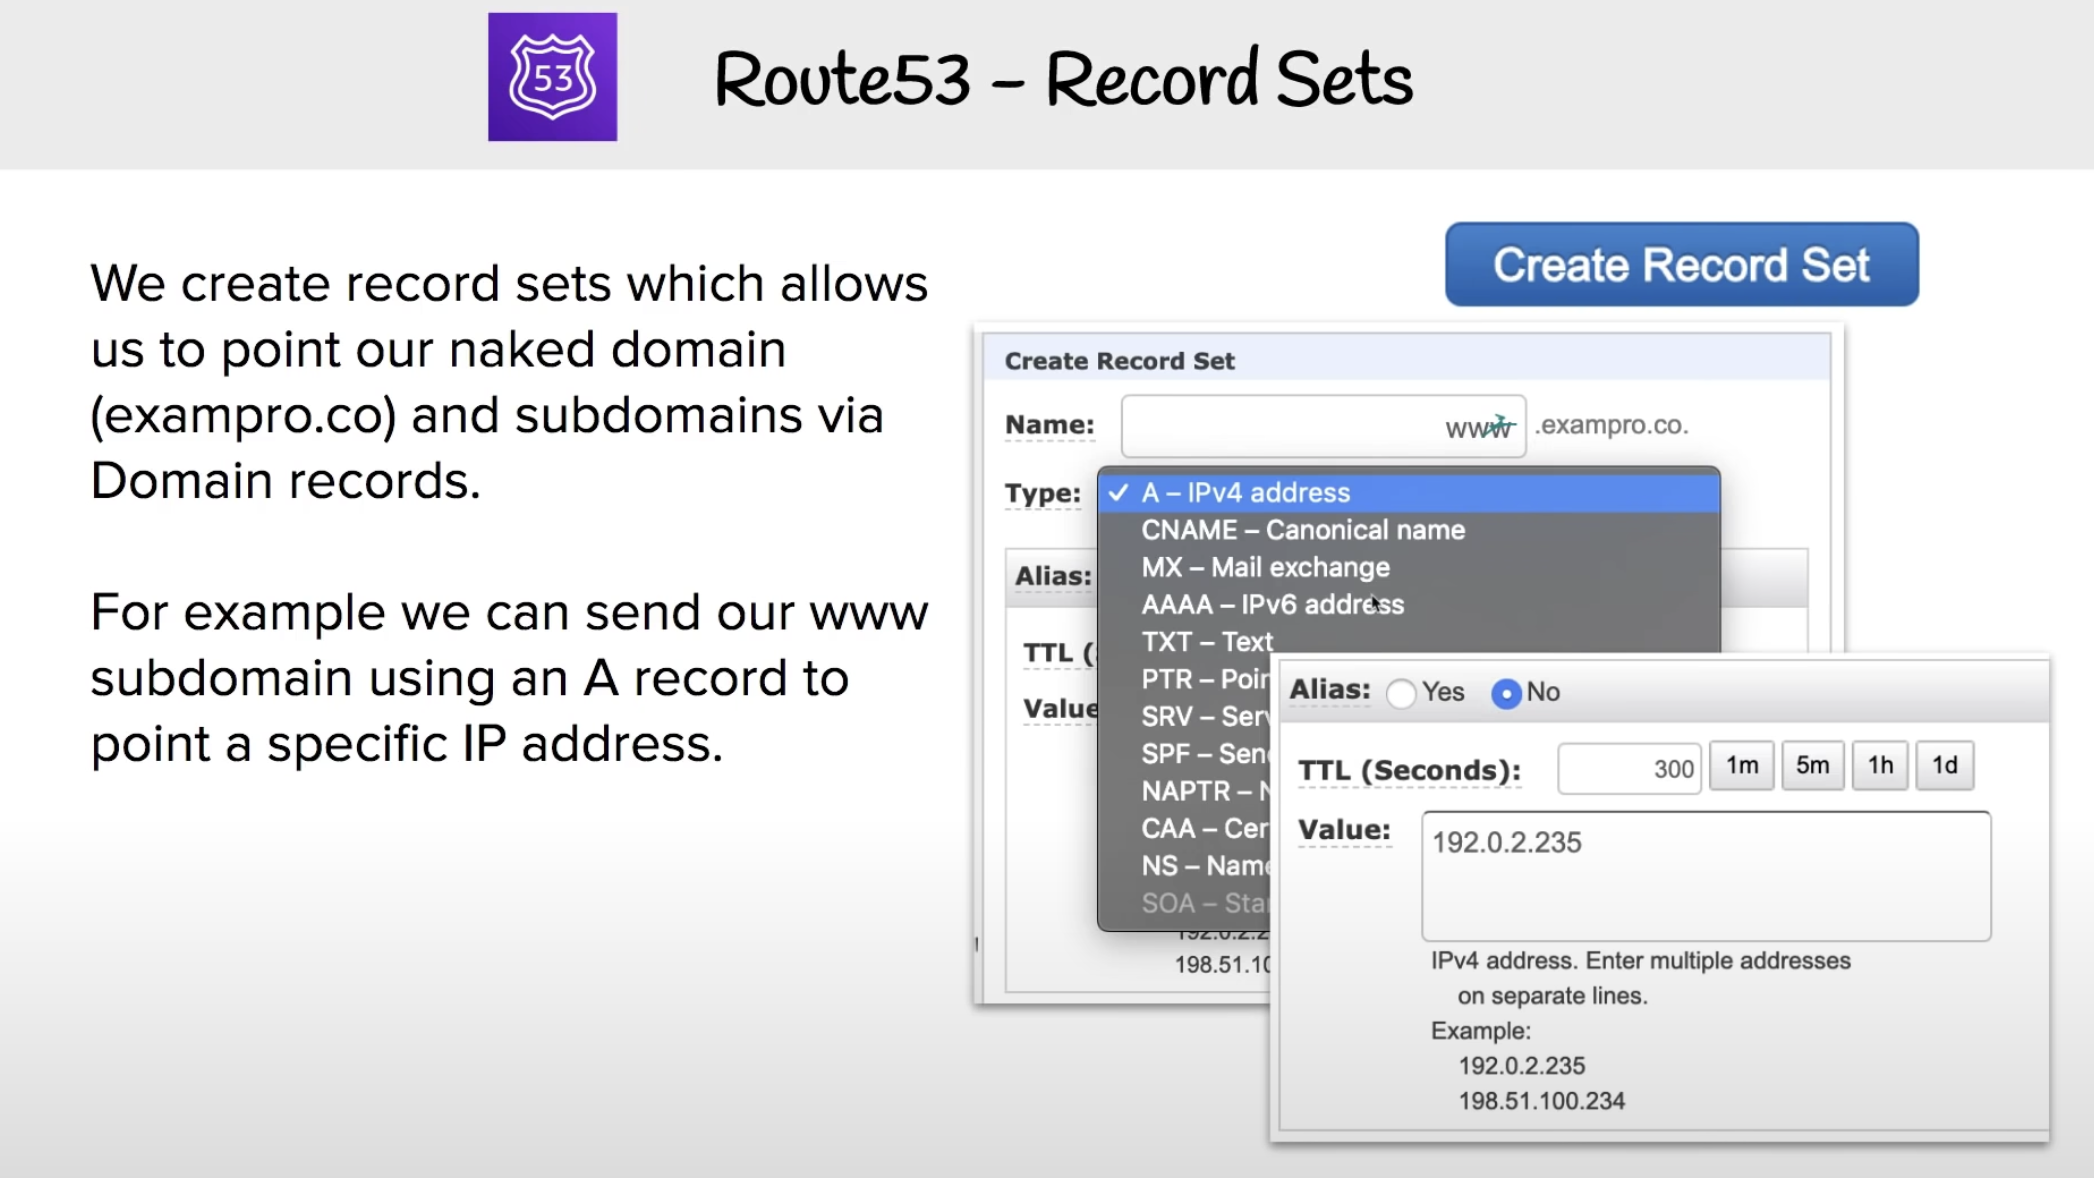 53
Route53 – Record Sets
We create record sets which allows
us to point our naked domain
(exampro.co) and subdomains via
Domain records.
For example we can send our www
subdomain using an A record to
point a specific IP address.
Create Record Set
Create Record Set
Name: www .exampro.co.
Type: ✓ A – IPv4 address
CNAME – Canonical name
MX – Mail exchange
AAAA – IPv6 address
TXT – Text
PTR – Poin
SRV – Serv
SPF – Send
NAPTR – N
CAA – Cer
NS – Name
SOA – Star
Alias:
TTL (
Value
192.0.2.2
198.51.10
Alias: Yes No
TTL (Seconds): 300 1m 5m 1h 1d
Value: 192.0.2.235
IPv4 address. Enter multiple addresses
on separate lines.
Example:
192.0.2.235
198.51.100.234